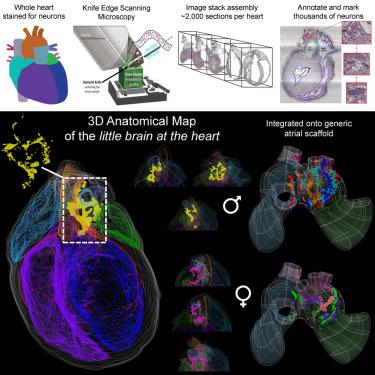 Whole heart
stained for neurons
Knife Edge Scanning
Microscopy
Image stack assembly
~2,000 sections per heart
Annotate and mark
thousands of neurons
Diamond Knife
3D Anatomical Map
of the little brain at the heart
Integrated onto generic
atrial scaffold
♂
♀